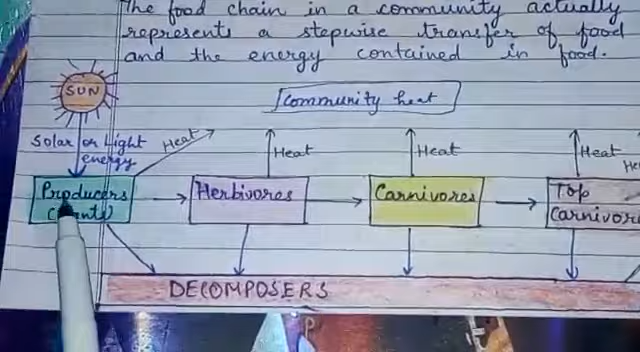 The food chain in a community actually
represents a stepwise transfer of food
and the energy contained in food.
SUN
Community heat
Solar or Light
energy
Heat
Heat
Heat
Heat
Producers
Herbivores
Carnivores
Top
Carnivore
DECOMPOSERS